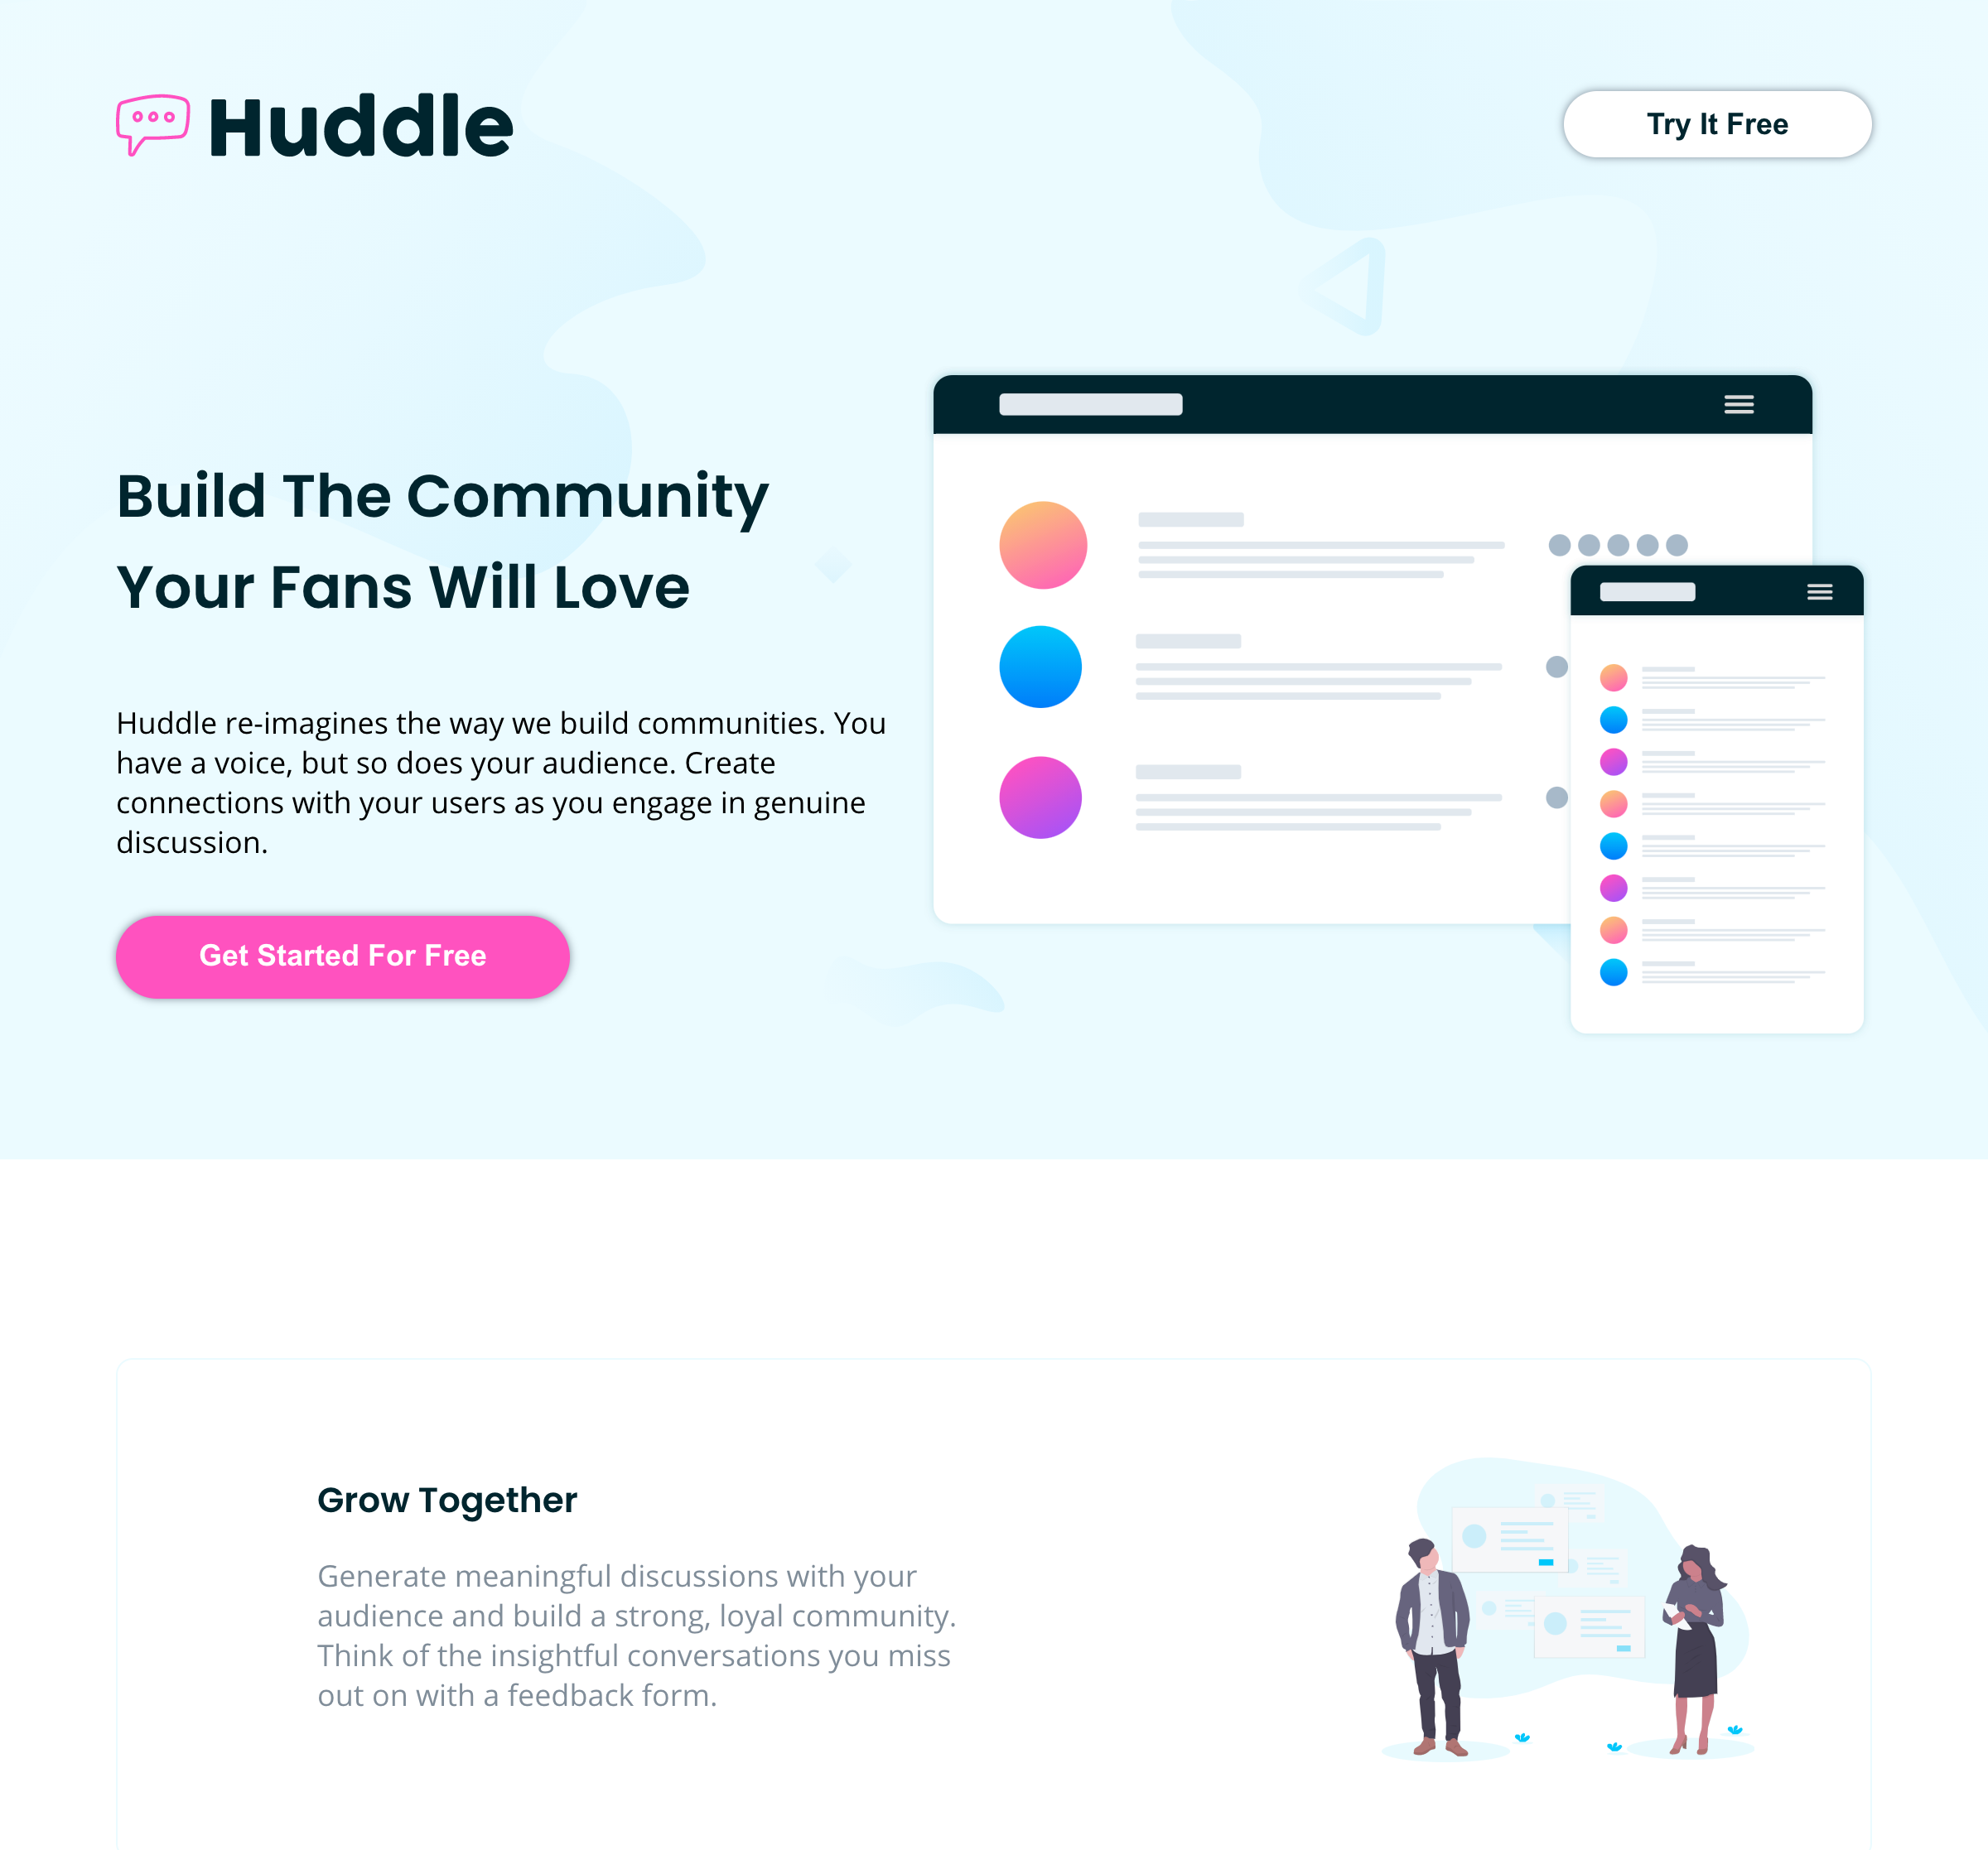 Huddle
Try It Free
Build The Community
Your Fans Will Love
Huddle re-imagines the way we build communities. You
have a voice, but so does your audience. Create
connections with your users as you engage in genuine
discussion.
Get Started For Free
Grow Together
Generate meaningful discussions with your
audience and build a strong, loyal community.
Think of the insightful conversations you miss
out on with a feedback form.